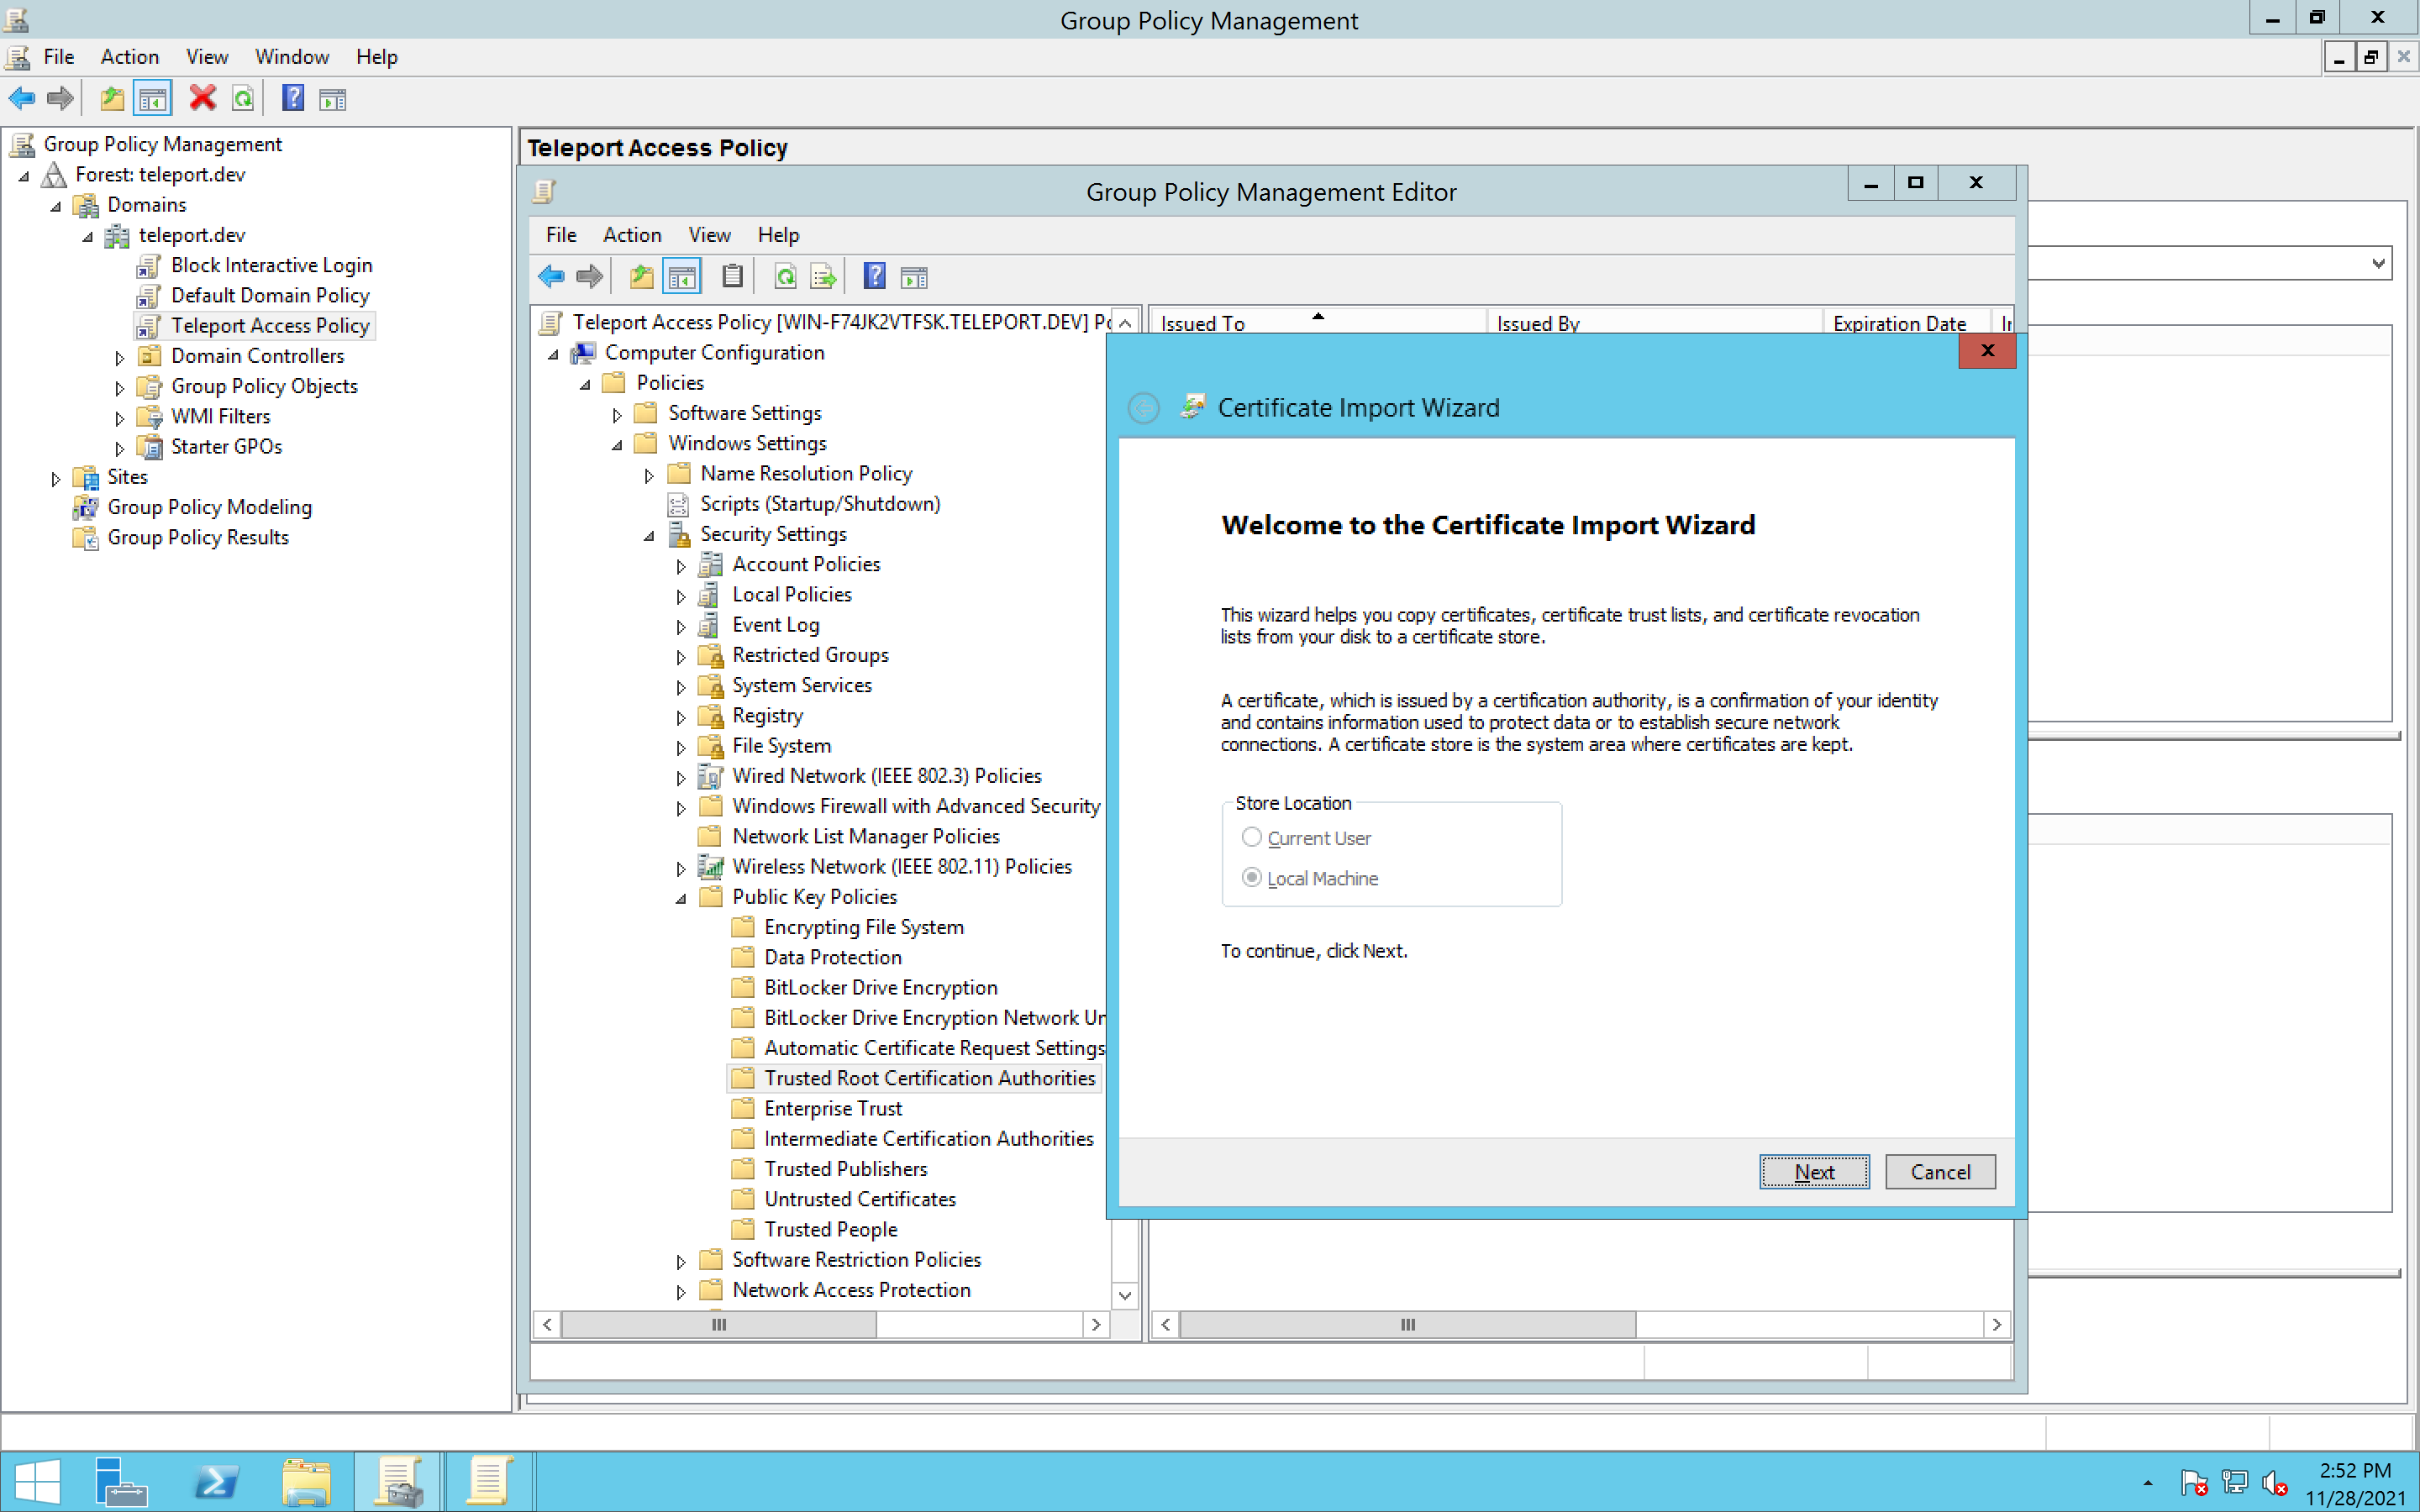 Group Policy Management
File Action View Window Help
Group Policy Management
Forest: teleport.dev
Domains
teleport.dev
Block Interactive Login
Default Domain Policy
Teleport Access Policy
Domain Controllers
Group Policy Objects
WMI Filters
Starter GPOs
Sites
Group Policy Modeling
Group Policy Results
Teleport Access Policy
Group Policy Management Editor
File Action View Help
Teleport Access Policy [WIN-F74JK2VTFSK.TELEPORT.DEV]
Computer Configuration
Policies
Software Settings
Windows Settings
Name Resolution Policy
Scripts (Startup/Shutdown)
Security Settings
Account Policies
Local Policies
Event Log
Restricted Groups
System Services
Registry
File System
Wired Network (IEEE 802.3) Policies
Windows Firewall with Advanced Security
Network List Manager Policies
Wireless Network (IEEE 802.11) Policies
Public Key Policies
Encrypting File System
Data Protection
BitLocker Drive Encryption
BitLocker Drive Encryption Network
Automatic Certificate Request Settings
Trusted Root Certification Authorities
Enterprise Trust
Intermediate Certification Authorities
Trusted Publishers
Untrusted Certificates
Trusted People
Software Restriction Policies
Network Access Protection
Issued To Issued By Expiration Date
Certificate Import Wizard
Welcome to the Certificate Import Wizard
This wizard helps you copy certificates, certificate trust lists, and certificate revocation
lists from your disk to a certificate store.
A certificate, which is issued by a certification authority, is a confirmation of your identity
and contains information used to protect data or to establish secure network
connections. A certificate store is the system area where certificates are kept.
Store Location
Current User
Local Machine
To continue, click Next.
Next Cancel
2:52 PM
11/28/2021